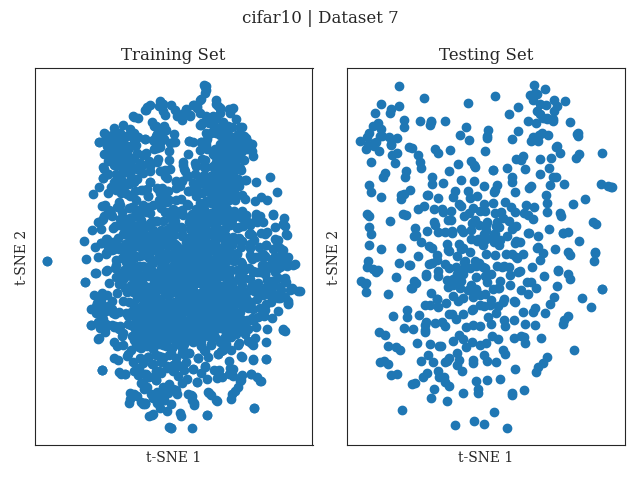 cifar10 | Dataset 7
Training Set
Testing Set
t-SNE 2
t-SNE 2
t-SNE 1
t-SNE 1